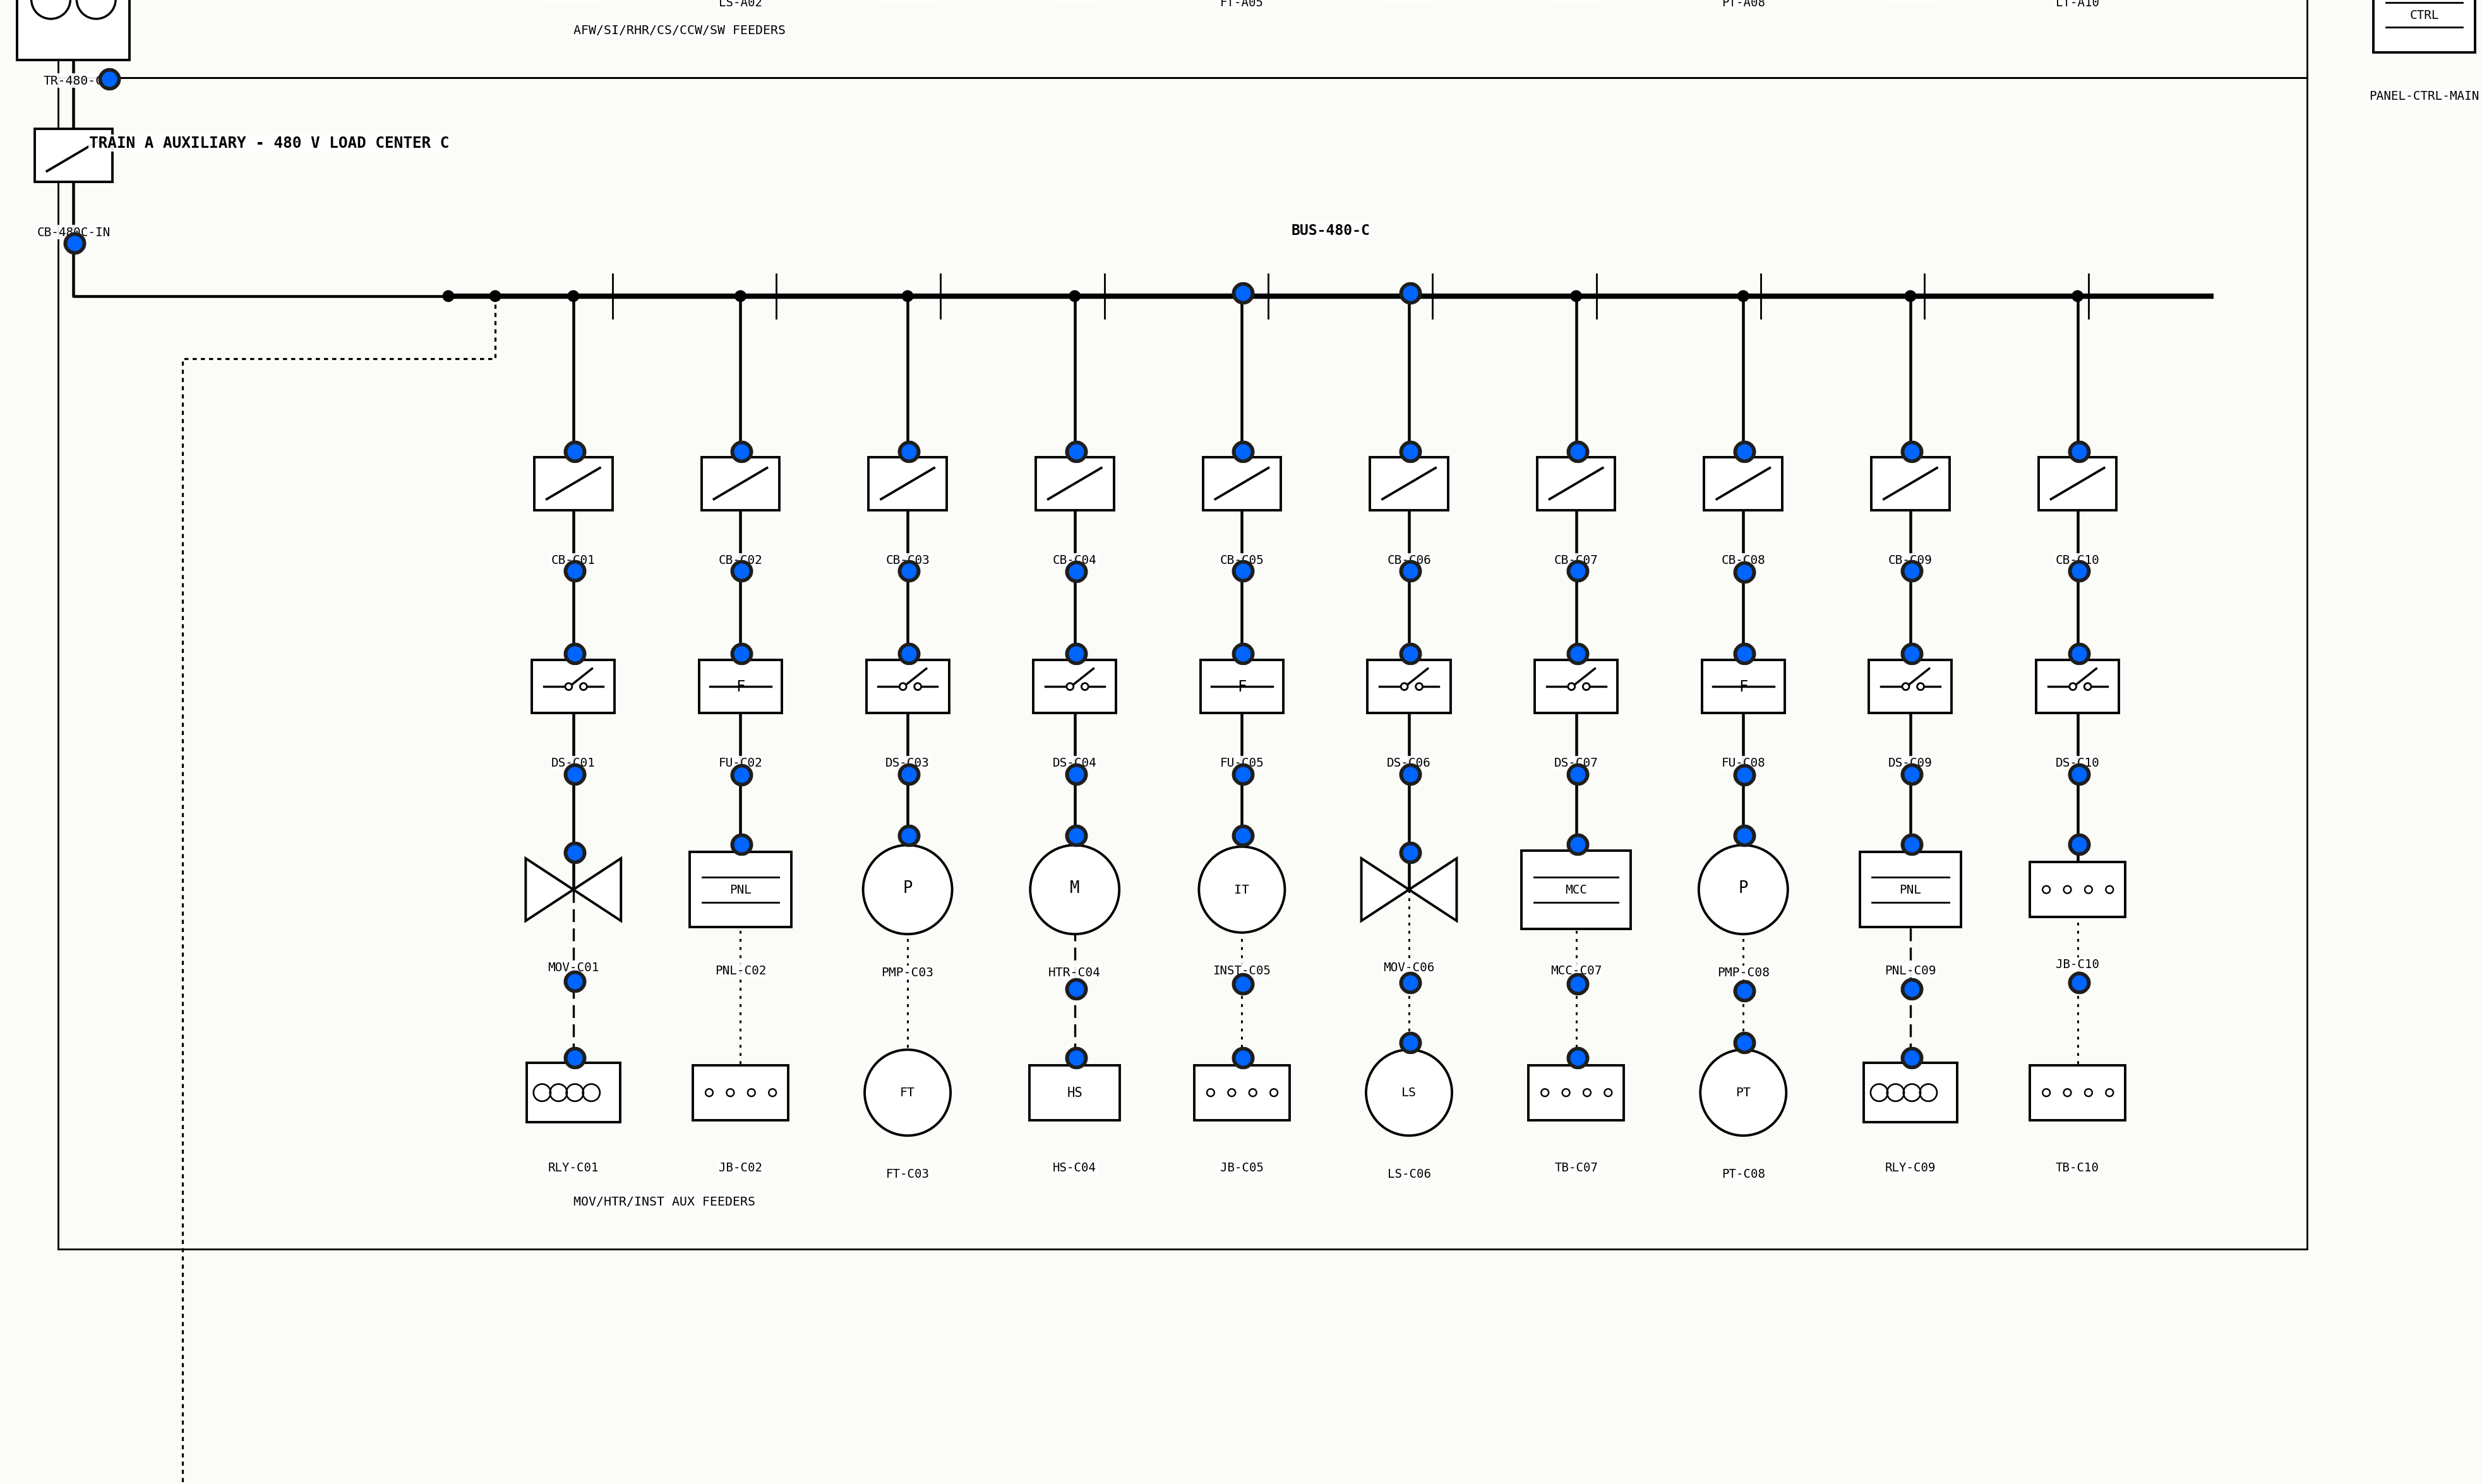 LS-A02 FT-A05 PT-A08 LT-A10
CTRL
AFW/SI/RHR/CS/CCW/SW FEEDERS
TR-480-C
PANEL-CTRL-MAIN
TRAIN A AUXILIARY - 480 V LOAD CENTER C
CB-480C-IN
BUS-480-C
CB-C01 CB-C02 CB-C03 CB-C04 CB-C05 CB-C06 CB-C07 CB-C08 CB-C09 CB-C10
F F F
DS-C01 FU-C02 DS-C03 DS-C04 FU-C05 DS-C06 DS-C07 FU-C08 DS-C09 DS-C10
PNL P M IT MCC P PNL
MOV-C01 PNL-C02 PMP-C03 HTR-C04 INST-C05 MOV-C06 MCC-C07 PMP-C08 PNL-C09 JB-C10
FT HS LS PT
RLY-C01 JB-C02 FT-C03 HS-C04 JB-C05 LS-C06 TB-C07 PT-C08 RLY-C09 TB-C10
MOV/HTR/INST AUX FEEDERS